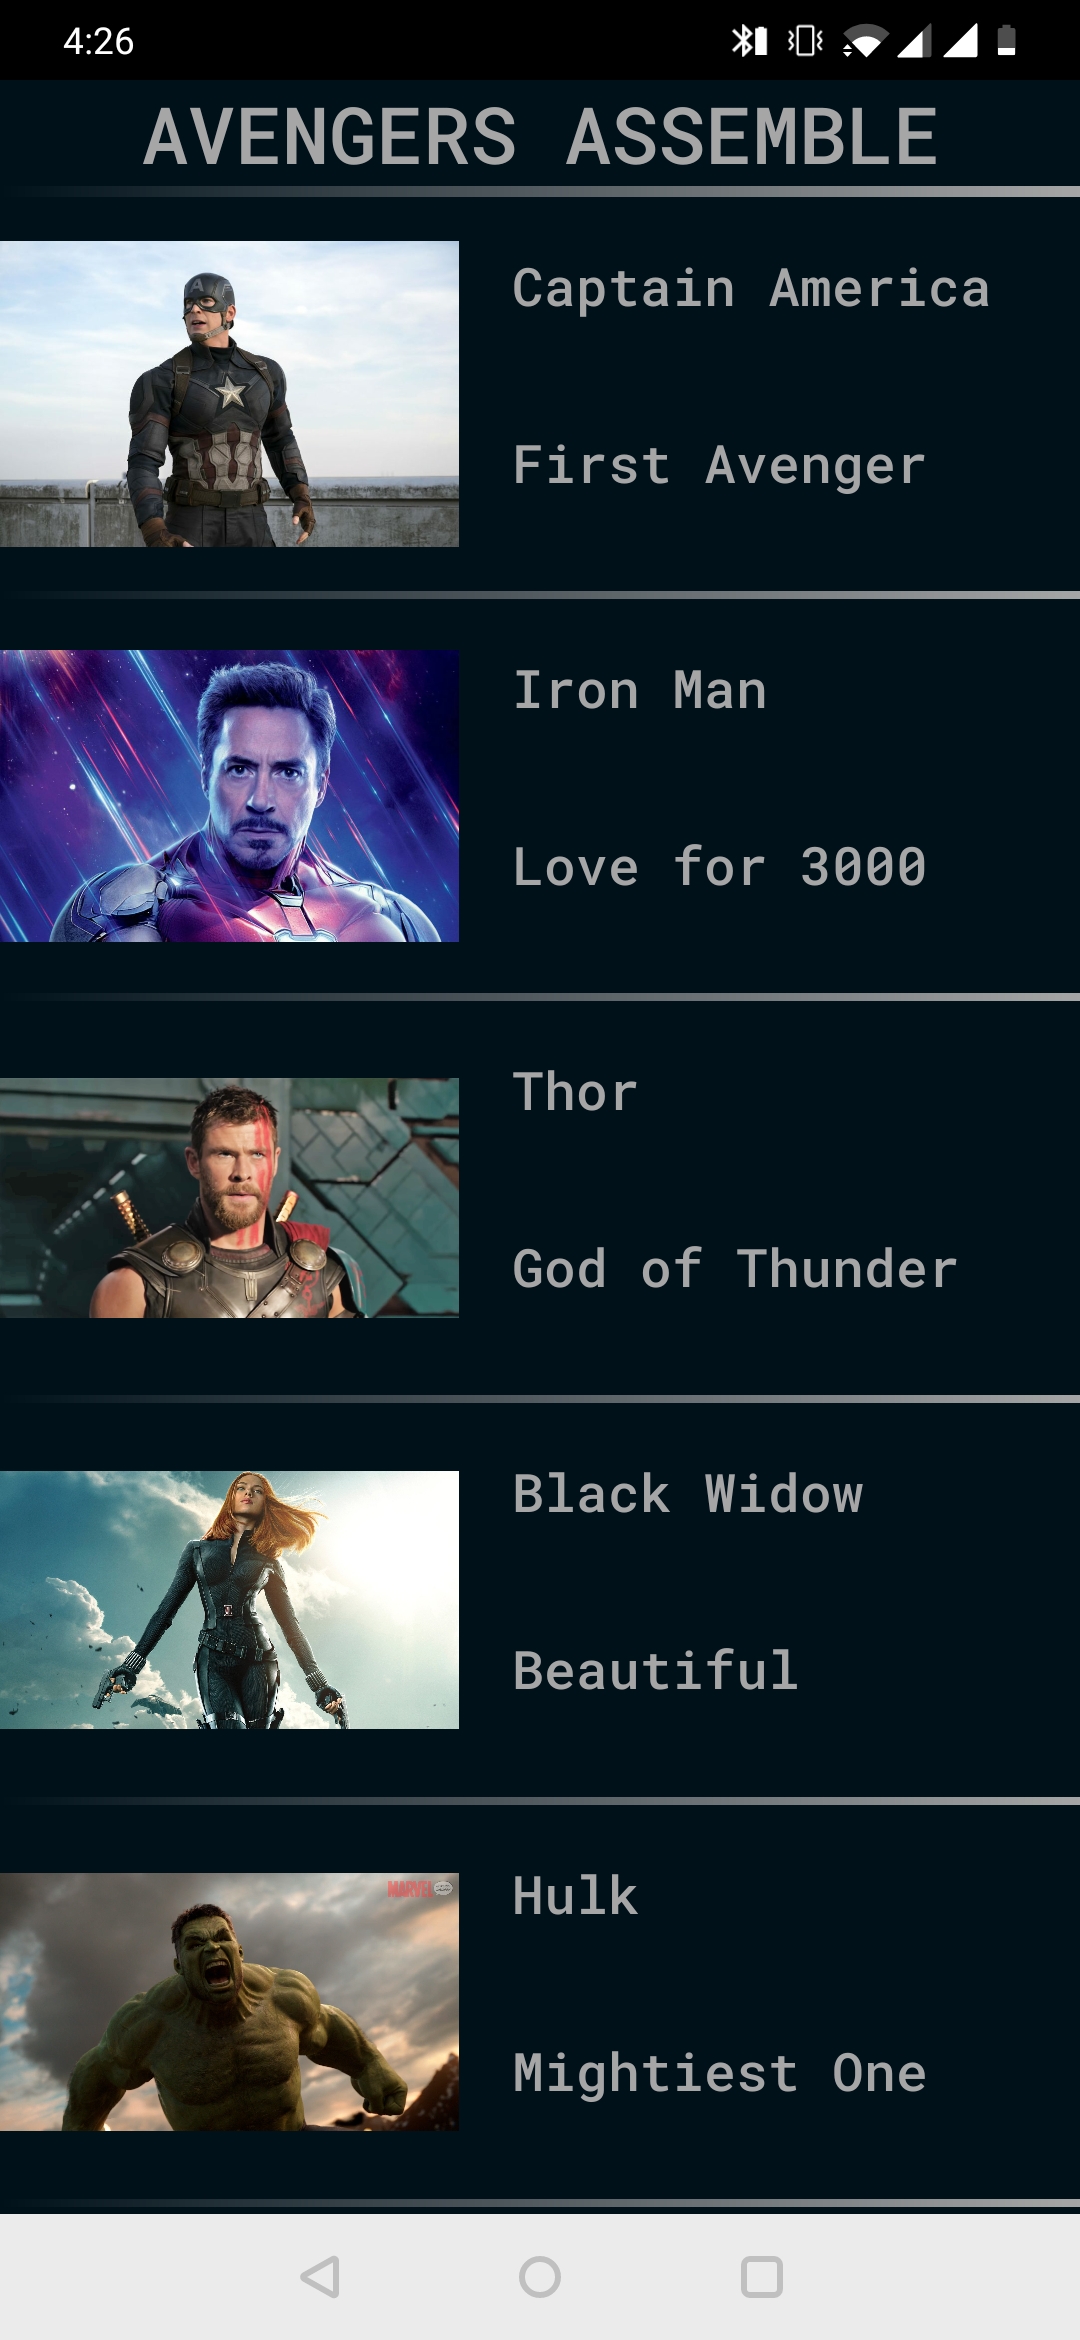 4:26
AVENGERS ASSEMBLE
Captain America
First Avenger
Iron Man
Love for 3000
Thor
God of Thunder
Black Widow
Beautiful
MARVEL
Hulk
Mightiest One